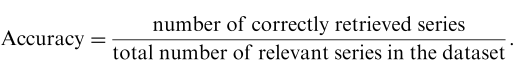 Accuracy = number of correctly retrieved series / total number of relevant series in the dataset.